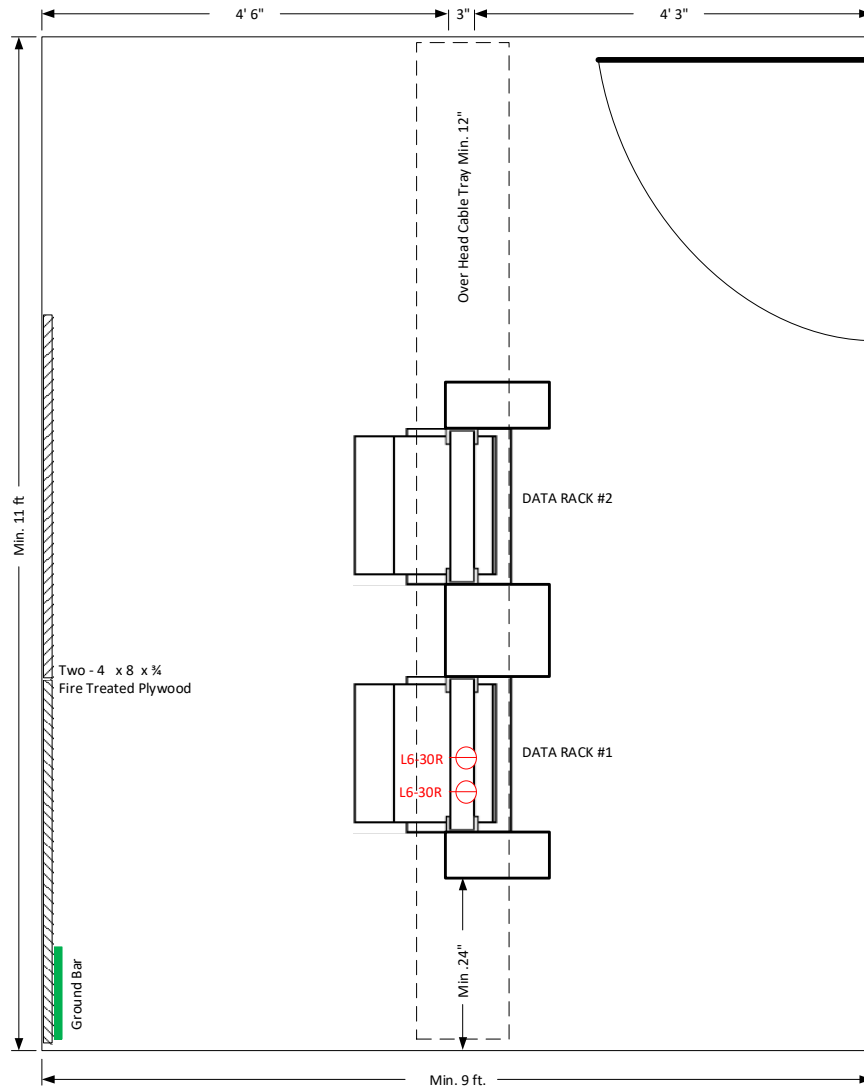 4' 6"
3"
4' 3"
Over Head Cable Tray Min. 12"
DATA RACK #2
Min. 11 ft
Two - 4 x 8 x ¾
Fire Treated Plywood
DATA RACK #1
L6-30R
L6-30R
Min .24"
Ground Bar
Min. 9 ft.